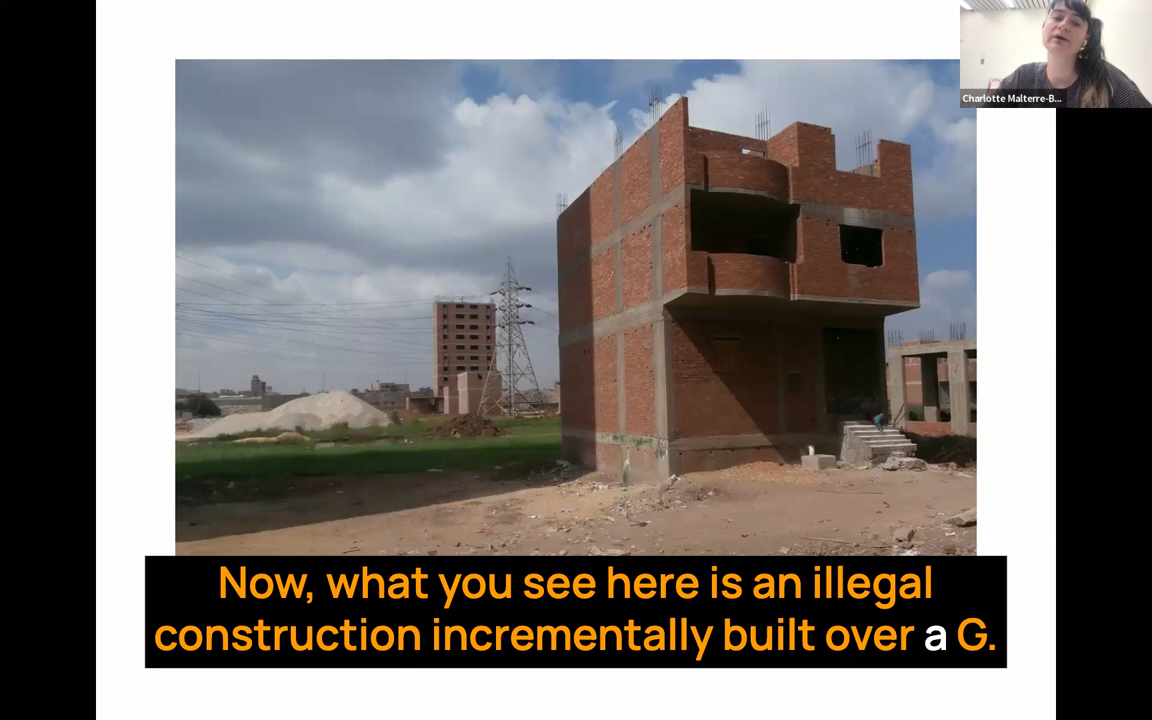 Charlotte Malterre-B...
Now, what you see here is an illegal
construction incrementally built over a G.